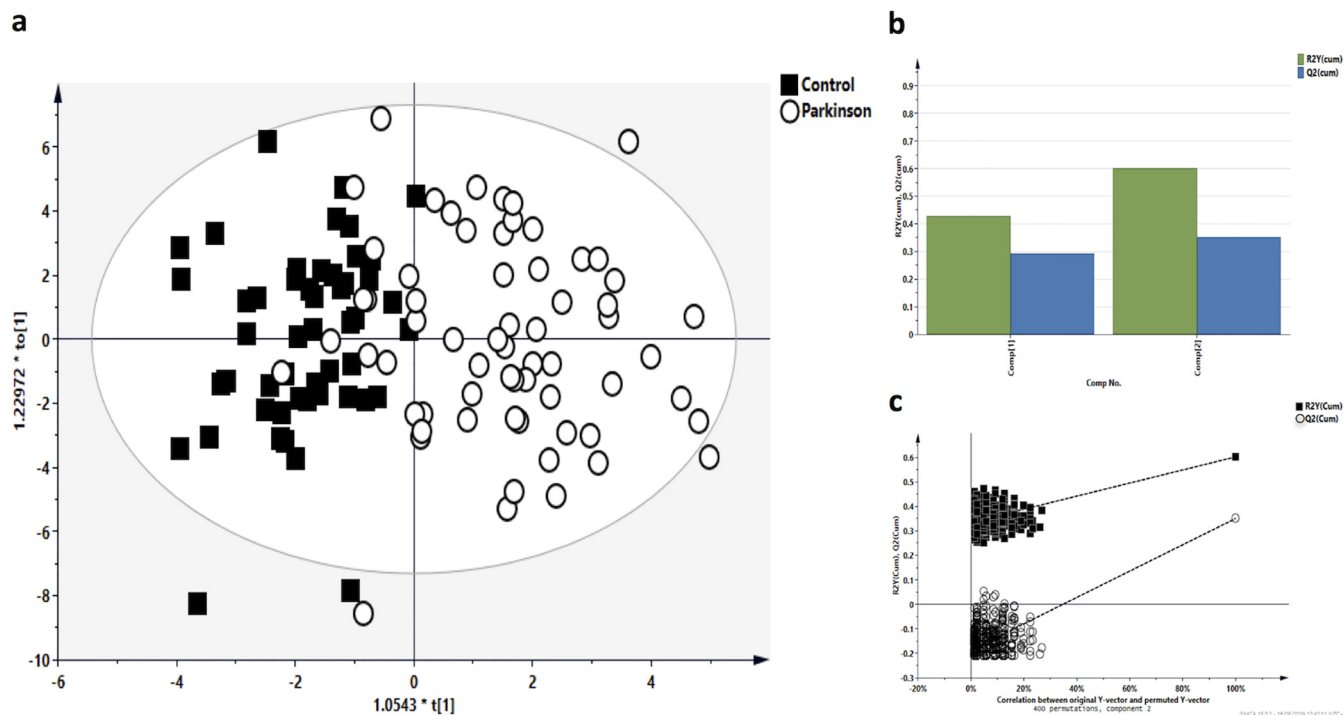 a
Control
Parkinson
6
4
2
0
-2
-4
-6
-8
-10
1.22972 * to[1]
-6
-4
-2
0
2
4
1.0543 * t[1]
b
R2Y(cum)
Q2(cum)
0.9
0.8
0.7
0.6
0.5
0.4
0.3
0.2
0.1
0
R2Y(cum), Q2(cum)
Comp[1]
Comp[2]
Comp No.
c
R2Y(Cum)
Q2(Cum)
0.6
0.5
0.4
0.3
0.2
0.1
0
-0.1
-0.2
-0.3
R2Y(Cum), Q2(Cum)
-20%
0%
20%
40%
60%
80%
100%
Correlation between original Y-vector and permuted Y-vector
400 permutations, component 2